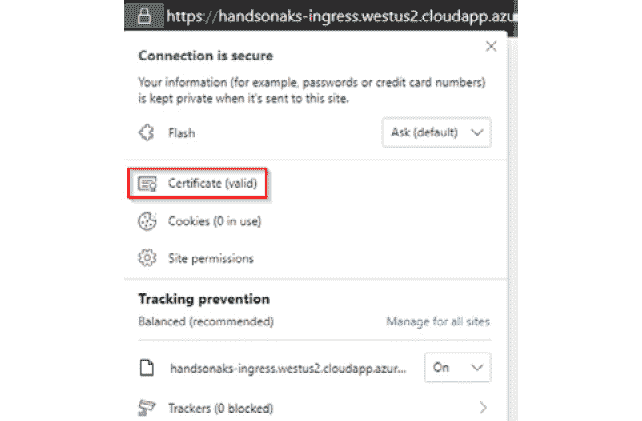 https://handsonaks-ingress.westus2.cloudapp.azu
Connection is secure
Your information (for example, passwords or credit card numbers)
is kept private when it's sent to this site.
Flash
Ask (default)
Certificate (valid)
Cookies (0 in use)
Site permissions
Tracking prevention
Balanced (recommended)
Manage for all sites
handsonaks-ingress.westus2.cloudapp.azur...
On
Trackers (0 blocked)